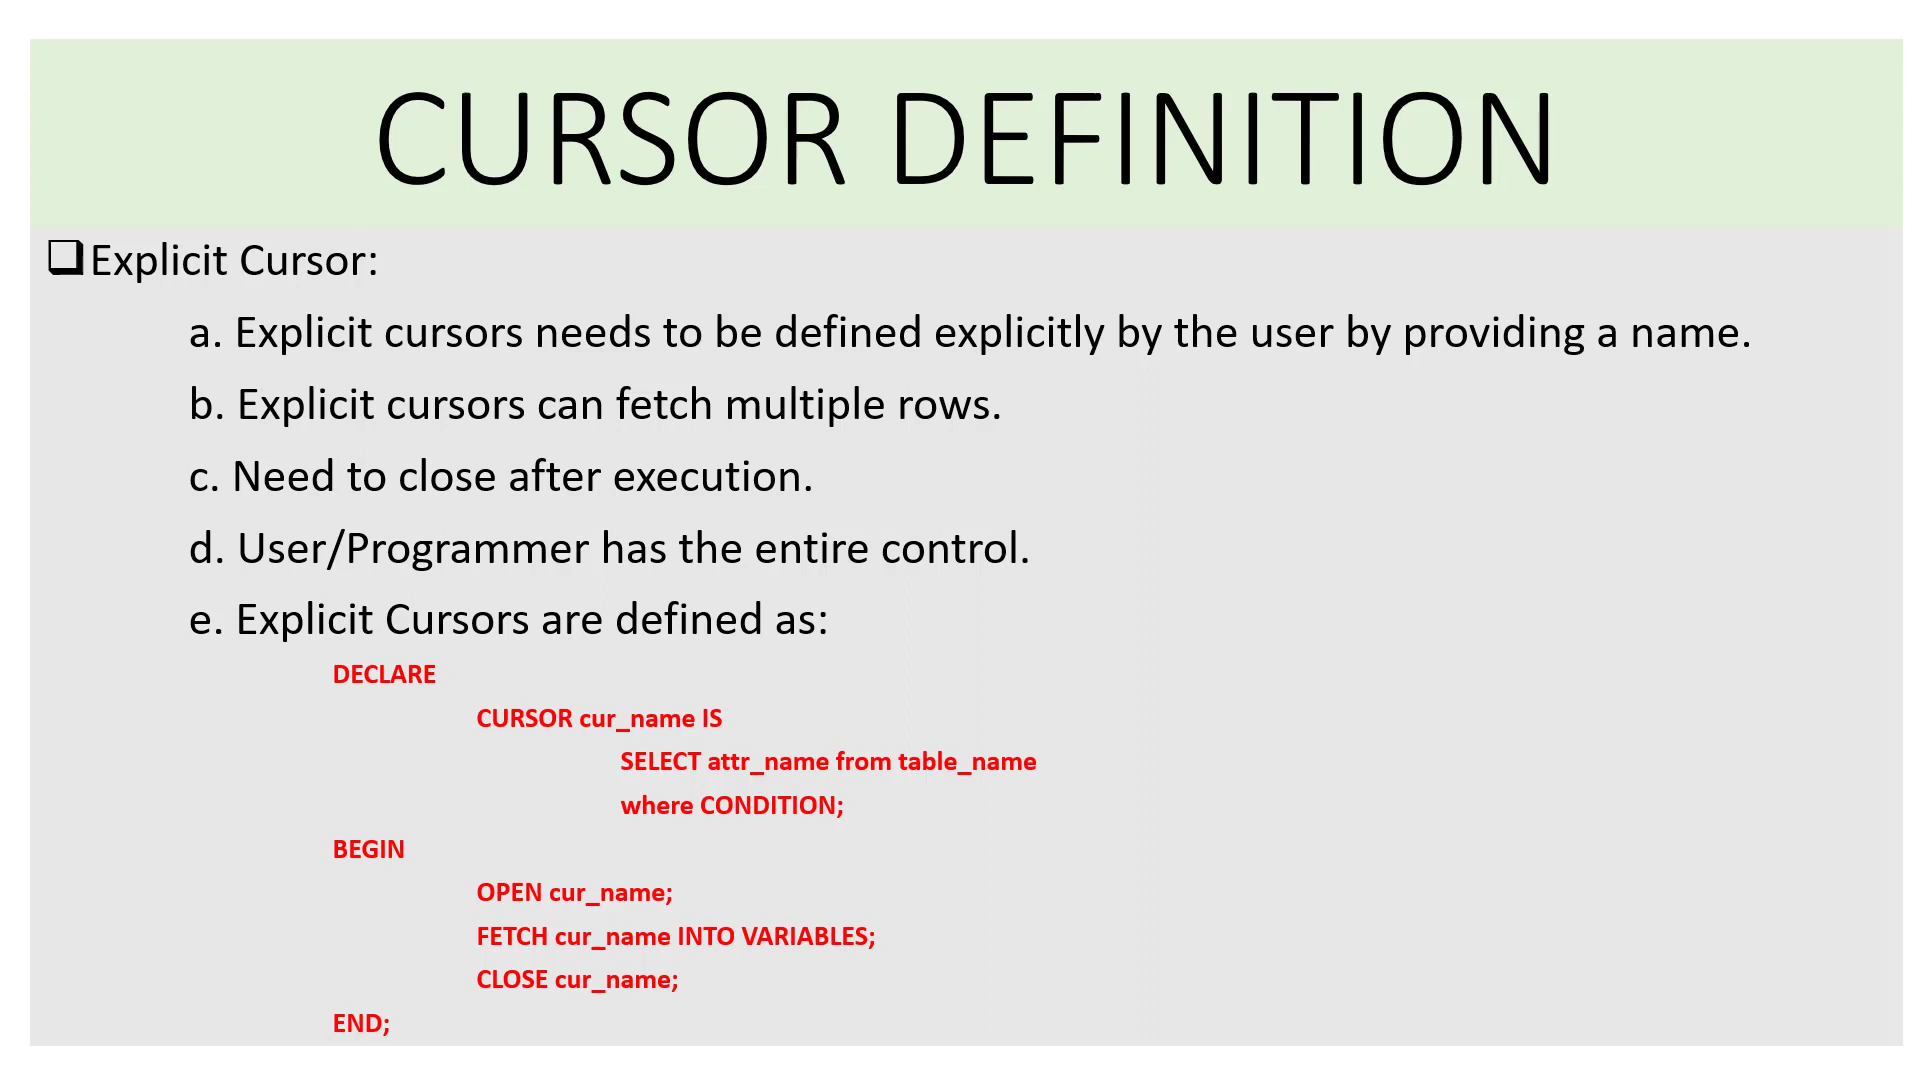 CURSOR DEFINITION
Explicit Cursor:
a. Explicit cursors needs to be defined explicitly by the user by providing a name.
b. Explicit cursors can fetch multiple rows.
c. Need to close after execution.
d. User/Programmer has the entire control.
e. Explicit Cursors are defined as:
DECLARE
CURSOR cur_name IS
SELECT attr_name from table_name
where CONDITION;
BEGIN
OPEN cur_name;
FETCH cur_name INTO VARIABLES;
CLOSE cur_name;
END;